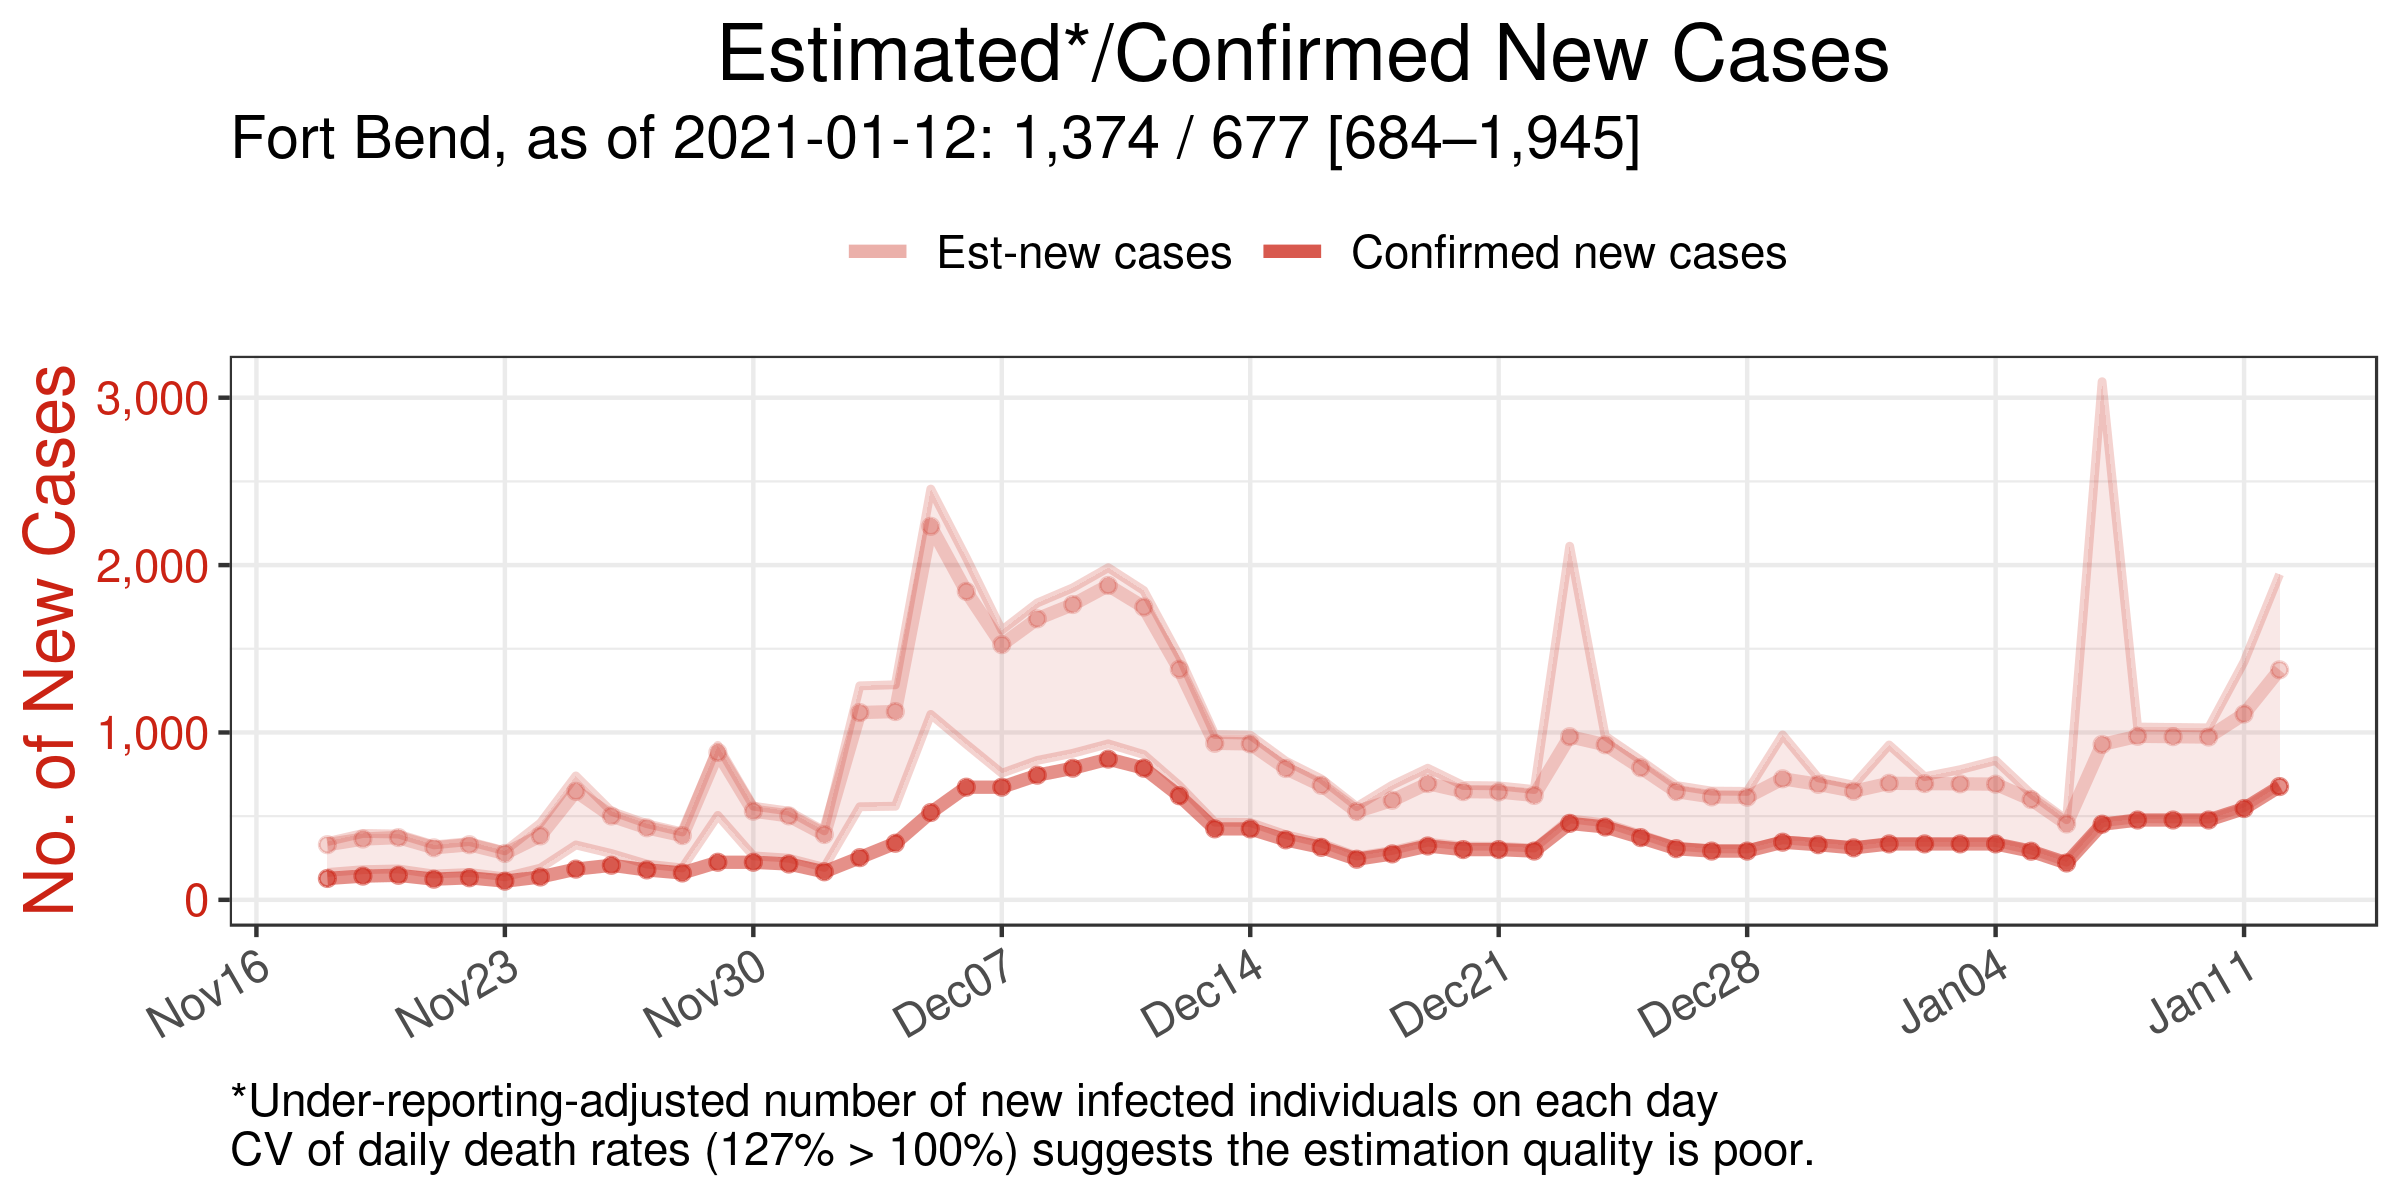 Estimated*/Confirmed New Cases
Fort Bend, as of 2021-01-12: 1,374 / 677 [684–1,945]
Est-new cases Confirmed new cases
No. of New Cases
3,000
2,000
1,000
0
Nov16 Nov23 Nov30 Dec07 Dec14 Dec21 Dec28 Jan04 Jan11
*Under-reporting-adjusted number of new infected individuals on each day
CV of daily death rates (127% > 100%) suggests the estimation quality is poor.